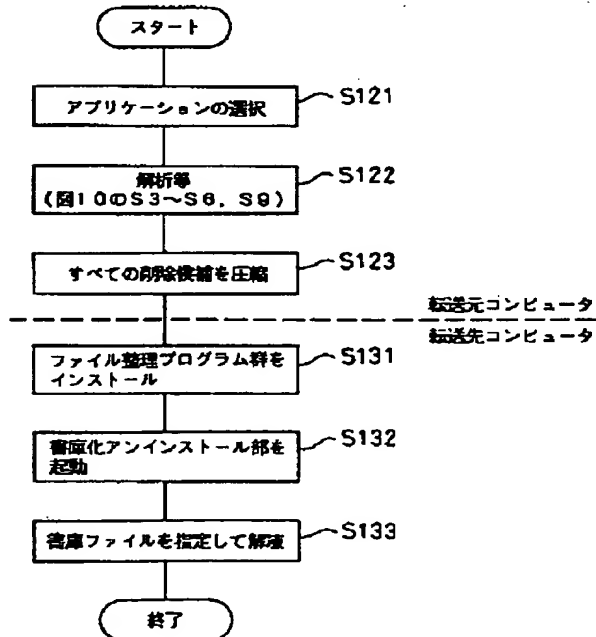 スタート
アプリケーションの選択
S121
解析等
(図10のS3～S6, S9)
S122
すべての削除候補を圧縮
S123
転送元コンピュータ
転送先コンピュータ
ファイル整理プログラム群を
インストール
S131
書庫化アンインストール部を
起動
S132
書庫ファイルを指定して解凍
S133
終了